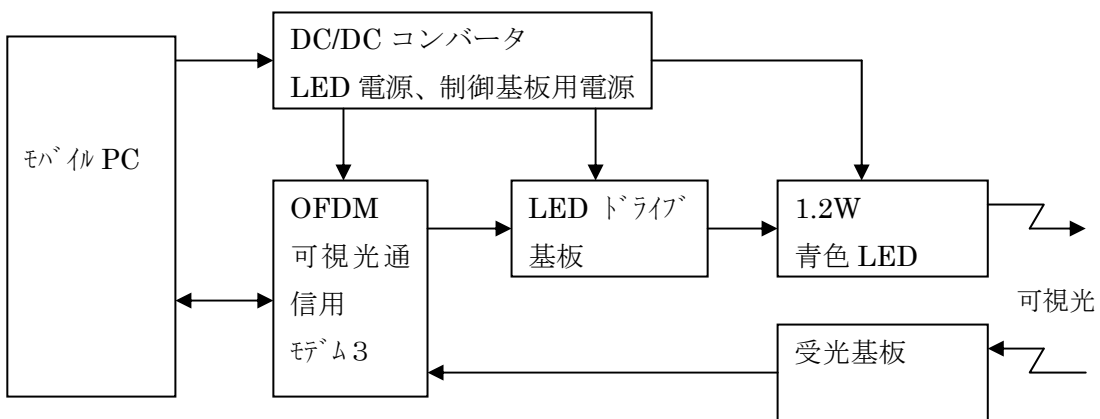 DC/DC コンバータ
LED 電源、制御基板用電源
ﾓﾊﾞｲﾙ PC
OFDM
可視光通
信用
ﾓﾃﾞﾑ３
LED ﾄﾞﾗｲﾌﾞ
基板
1.2W
青色 LED
可視光
受光基板